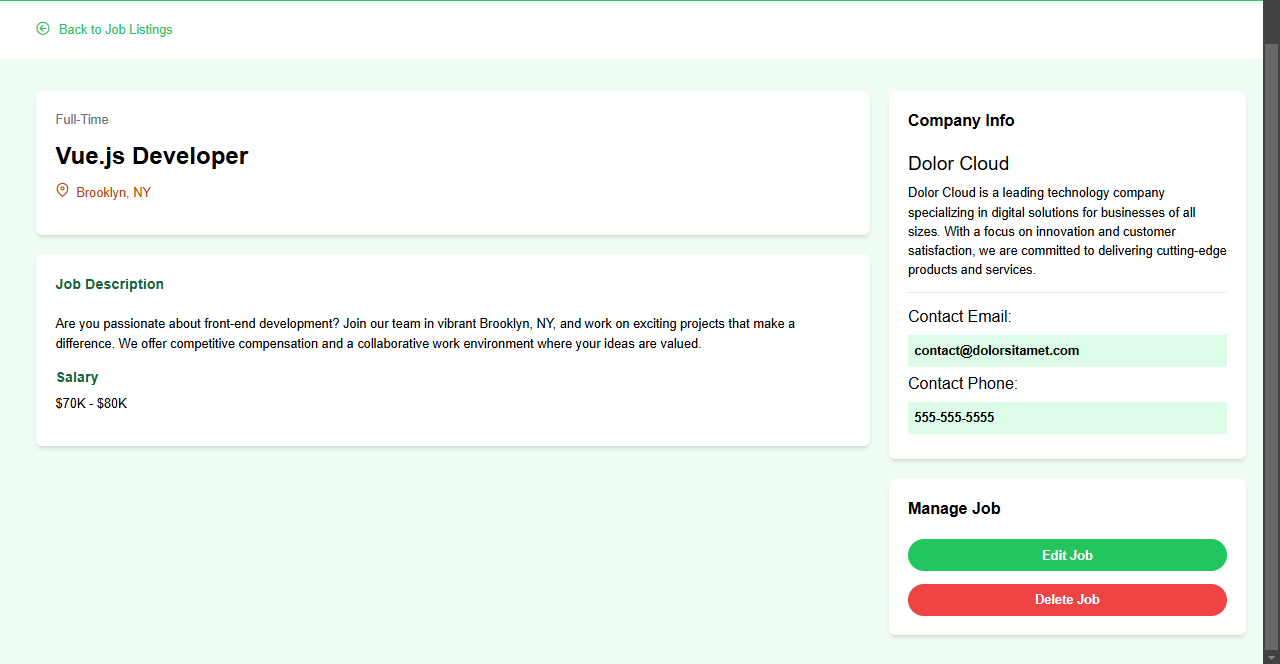 Back to Job Listings
Full-Time
Vue.js Developer
Brooklyn, NY
Job Description
Are you passionate about front-end development? Join our team in vibrant Brooklyn, NY, and work on exciting projects that make a
difference. We offer competitive compensation and a collaborative work environment where your ideas are valued.
Salary
$70K - $80K
Company Info
Dolor Cloud
Dolor Cloud is a leading technology company
specializing in digital solutions for businesses of all
sizes. With a focus on innovation and customer
satisfaction, we are committed to delivering cutting-edge
products and services.
Contact Email:
contact@dolorsitamet.com
Contact Phone:
555-555-5555
Manage Job
Edit Job
Delete Job